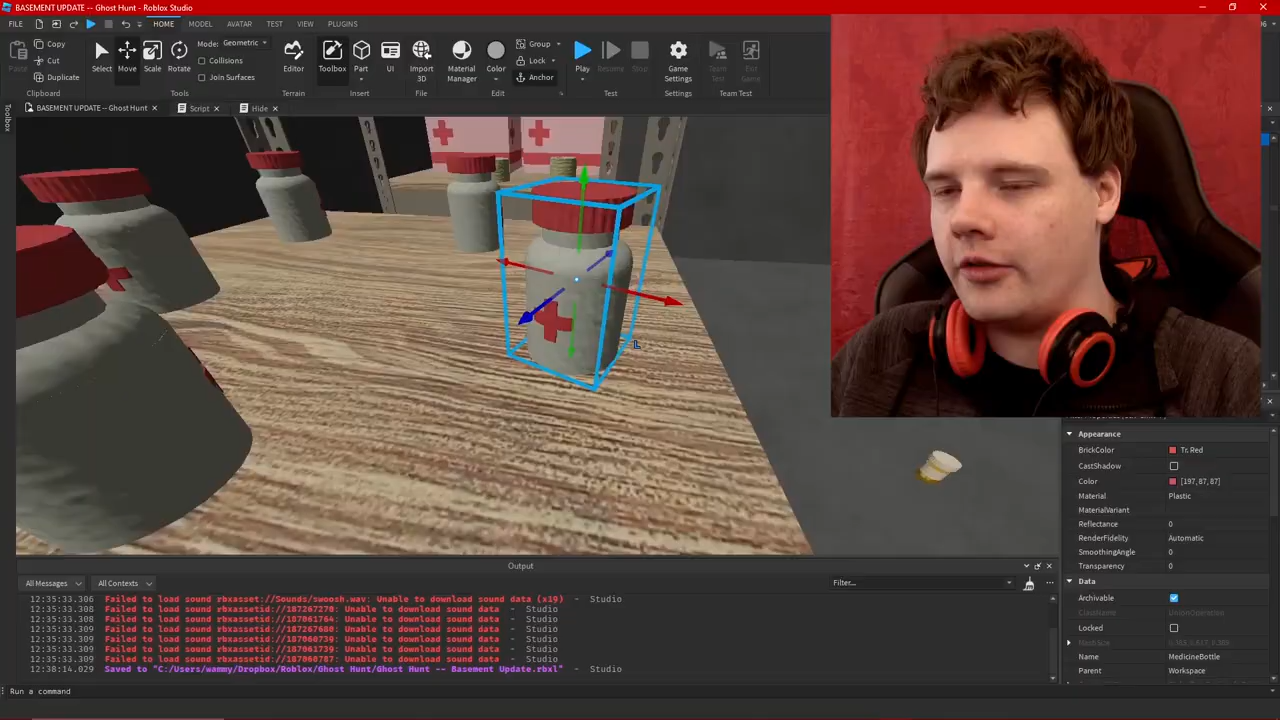 BASEMENT UPDATE -- Ghost Hunt - Roblox Studio
FILE HOME MODEL AVATAR TEST VIEW PLUGINS
Paste Copy Cut Duplicate Clipboard
Select Move Scale Rotate Mode: Geometric Collisions Join Surfaces Tools
Editor Terrain
Toolbox Part UI Insert
Import 3D File
Material Manager Color Group Lock Anchor Edit
Play Resume Stop Test
Game Settings Settings
Team Test Exit Game Team Test
BASEMENT UPDATE -- Ghost Hunt Script Hide
Toolbox
Appearance
BrickColor Tr. Red
CastShadow
Color [197, 87, 87]
Material Plastic
MaterialVariant
Reflectance 0
RenderFidelity Automatic
SmoothingAngle 0
Transparency 0
Data
Archivable
ClassName UnionOperation
Locked
MeshSize
Name MedicineBottle
Parent Workspace
Output
All Messages All Contexts Filter...
12:35:33.306 Failed to load sound rbxasset://Sounds/swoosh.wav: Unable to download sound data (x19) - Studio
12:35:33.308 Failed to load sound rbxassetid://187267270: Unable to download sound data - Studio
12:35:33.308 Failed to load sound rbxassetid://187061764: Unable to download sound data - Studio
12:35:33.309 Failed to load sound rbxassetid://187267680: Unable to download sound data - Studio
12:35:33.309 Failed to load sound rbxassetid://187060739: Unable to download sound data - Studio
12:35:33.309 Failed to load sound rbxassetid://187061739: Unable to download sound data - Studio
12:35:33.309 Failed to load sound rbxassetid://187060787: Unable to download sound data - Studio
12:38:14.029 Saved to "C:/Users/wammy/Dropbox/Roblox/Ghost Hunt/Ghost Hunt -- Basement Update.rbxl" - Studio
Run a command